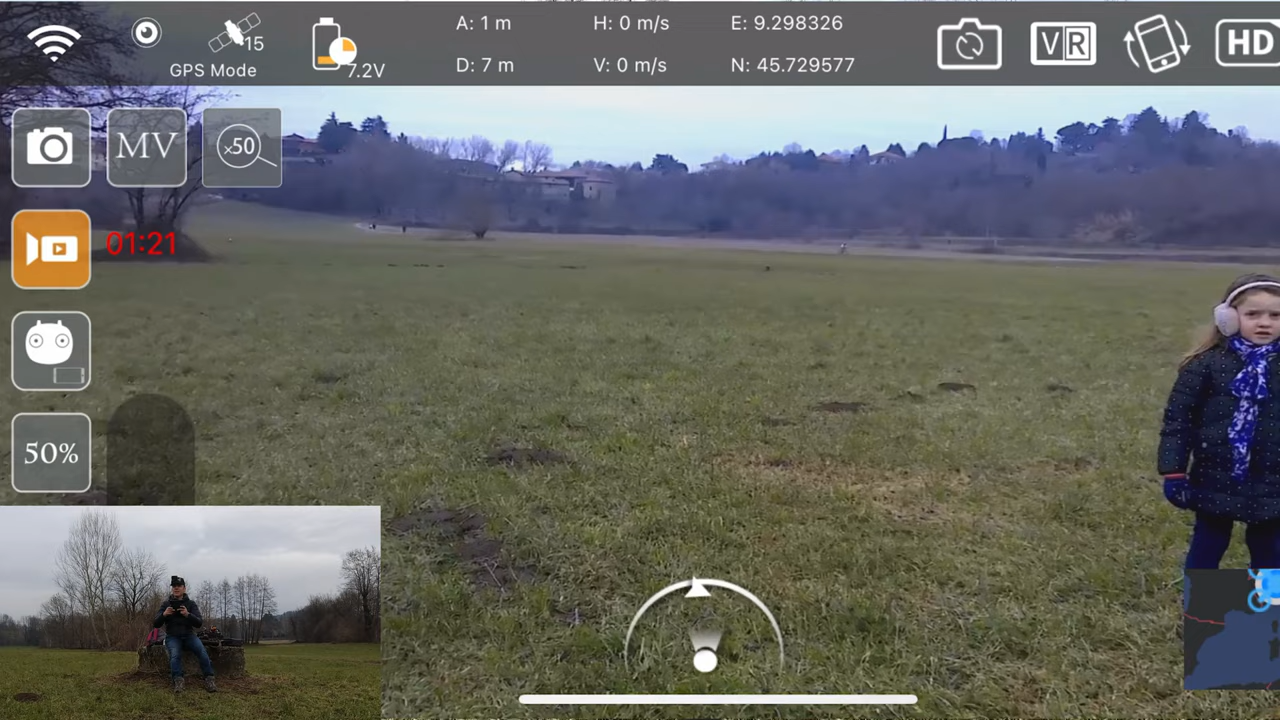 A: 1 m
H: 0 m/s
E: 9.298326
15
GPS Mode
7.2V
D: 7 m
V: 0 m/s
N: 45.729577
VR
HD
MV
x50
01:21
50%